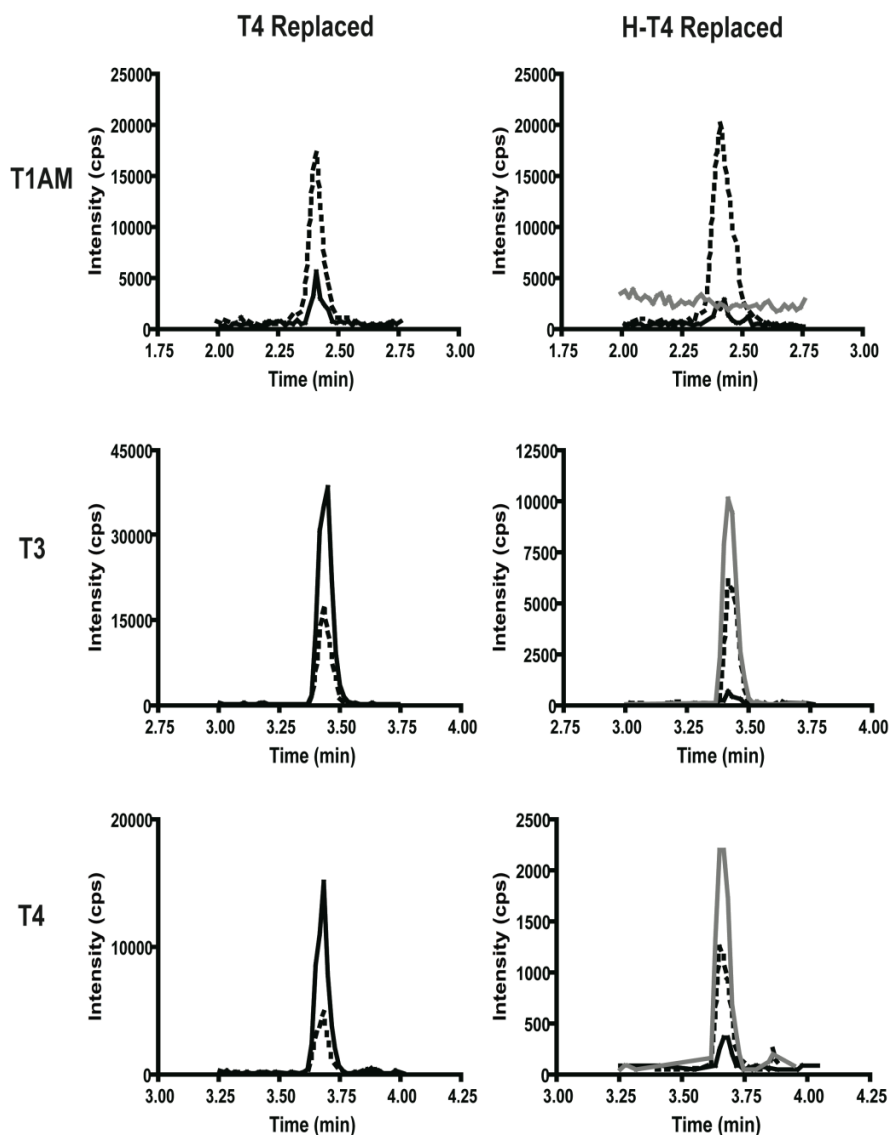 T4 Replaced
H-T4 Replaced
T1AM
Intensity (cps)
25000
20000
15000
10000
5000
0
1.75 2.00 2.25 2.50 2.75 3.00
Time (min)
Intensity (cps)
25000
20000
15000
10000
5000
0
1.75 2.00 2.25 2.50 2.75 3.00
Time (min)
T3
Intensity (cps)
45000
30000
15000
0
2.75 3.00 3.25 3.50 3.75 4.00
Time (min)
Intensity (cps)
12500
10000
7500
5000
2500
0
2.75 3.00 3.25 3.50 3.75 4.00
Time (min)
T4
Intensity (cps)
20000
10000
0
3.00 3.25 3.50 3.75 4.00 4.25
Time (min)
Intensity (cps)
2500
2000
1500
1000
500
0
3.00 3.25 3.50 3.75 4.00 4.25
Time (min)